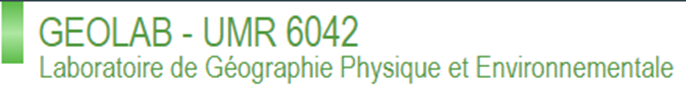 GEOLAB - UMR 6042
Laboratoire de Géographie Physique et Environnementale